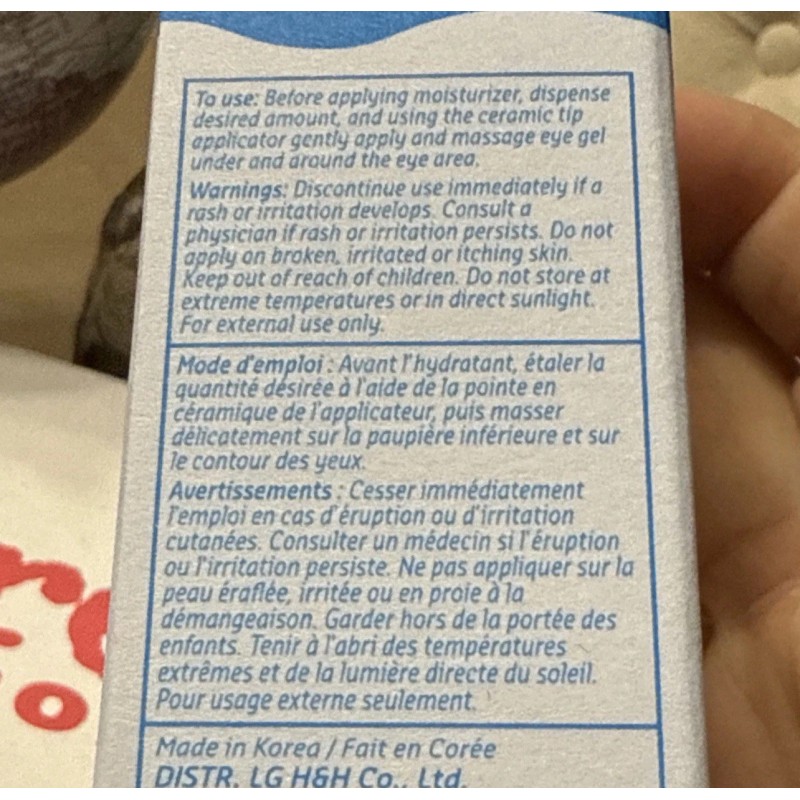 To use: Before applying moisturizer, dispense
desired amount, and using the ceramic tip
applicator gently apply and massage eye gel
under and around the eye area.
Warnings: Discontinue use immediately if a
rash or irritation develops. Consult a
physician if rash or irritation persists. Do not
apply on broken, irritated or itching skin.
Keep out of reach of children. Do not store at
extreme temperatures or in direct sunlight.
For external use only.
Mode d'emploi : Avant l'hydratant, étaler la
quantité désirée à l'aide de la pointe en
céramique de l'applicateur, puis masser
délicatement sur la paupière inférieure et sur
le contour des yeux.
Avertissements : Cesser immédiatement
l'emploi en cas d'éruption ou d'irritation
cutanées. Consulter un médecin si l'éruption
ou l'irritation persiste. Ne pas appliquer sur la
peau éraflée, irritée ou en proie à la
démangeaison. Garder hors de la portée des
enfants. Tenir à l'abri des températures
extrêmes et de la lumière directe du soleil.
Pour usage externe seulement.
Made in Korea / Fait en Corée
DISTR. LG H&H Co., Ltd.